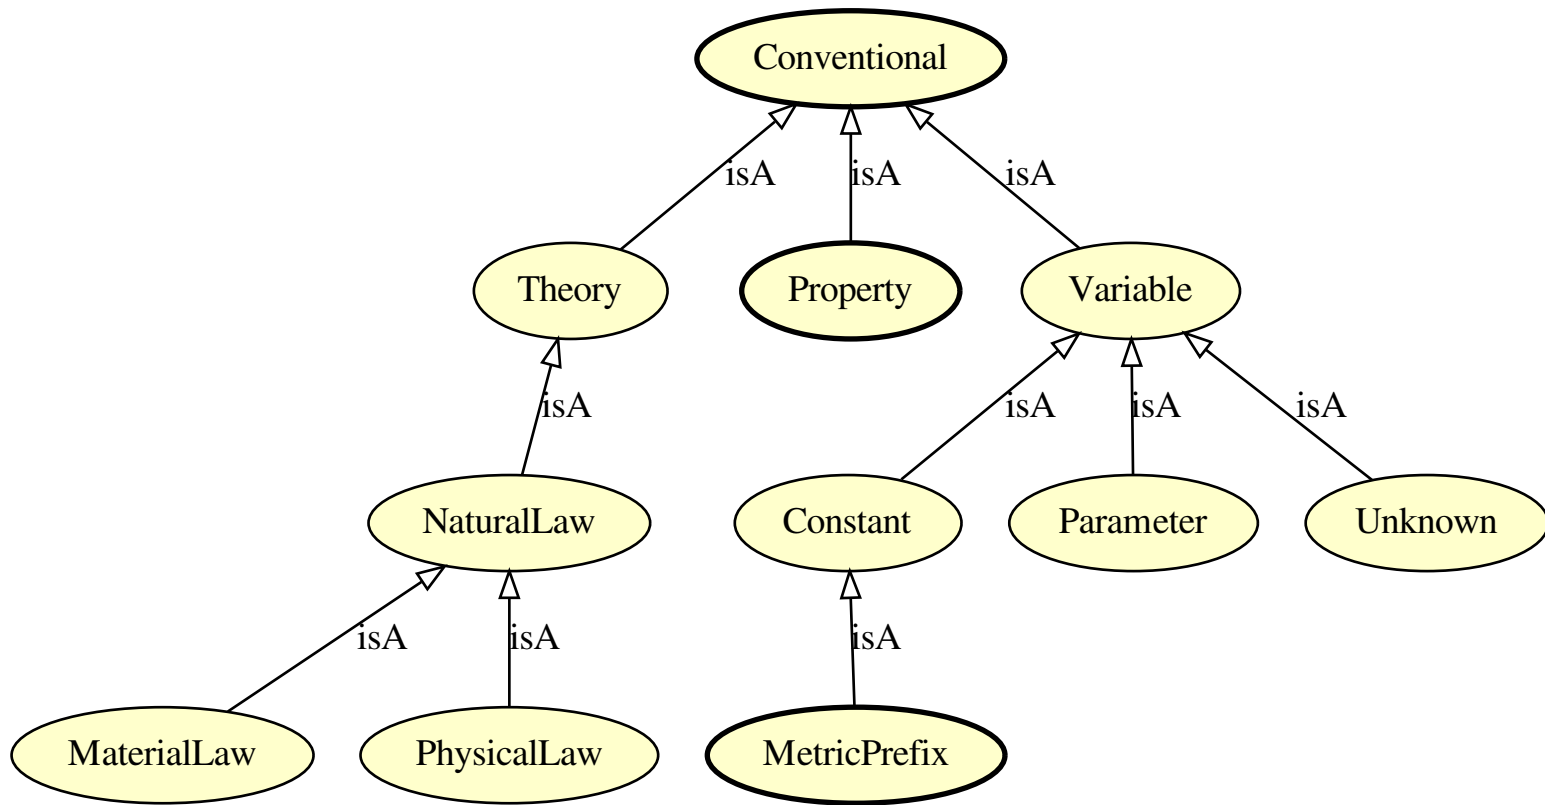 Conventional
isA isA isA
Theory Property Variable
isA isA isA isA
NaturalLaw Constant Parameter Unknown
isA isA isA
MaterialLaw PhysicalLaw MetricPrefix